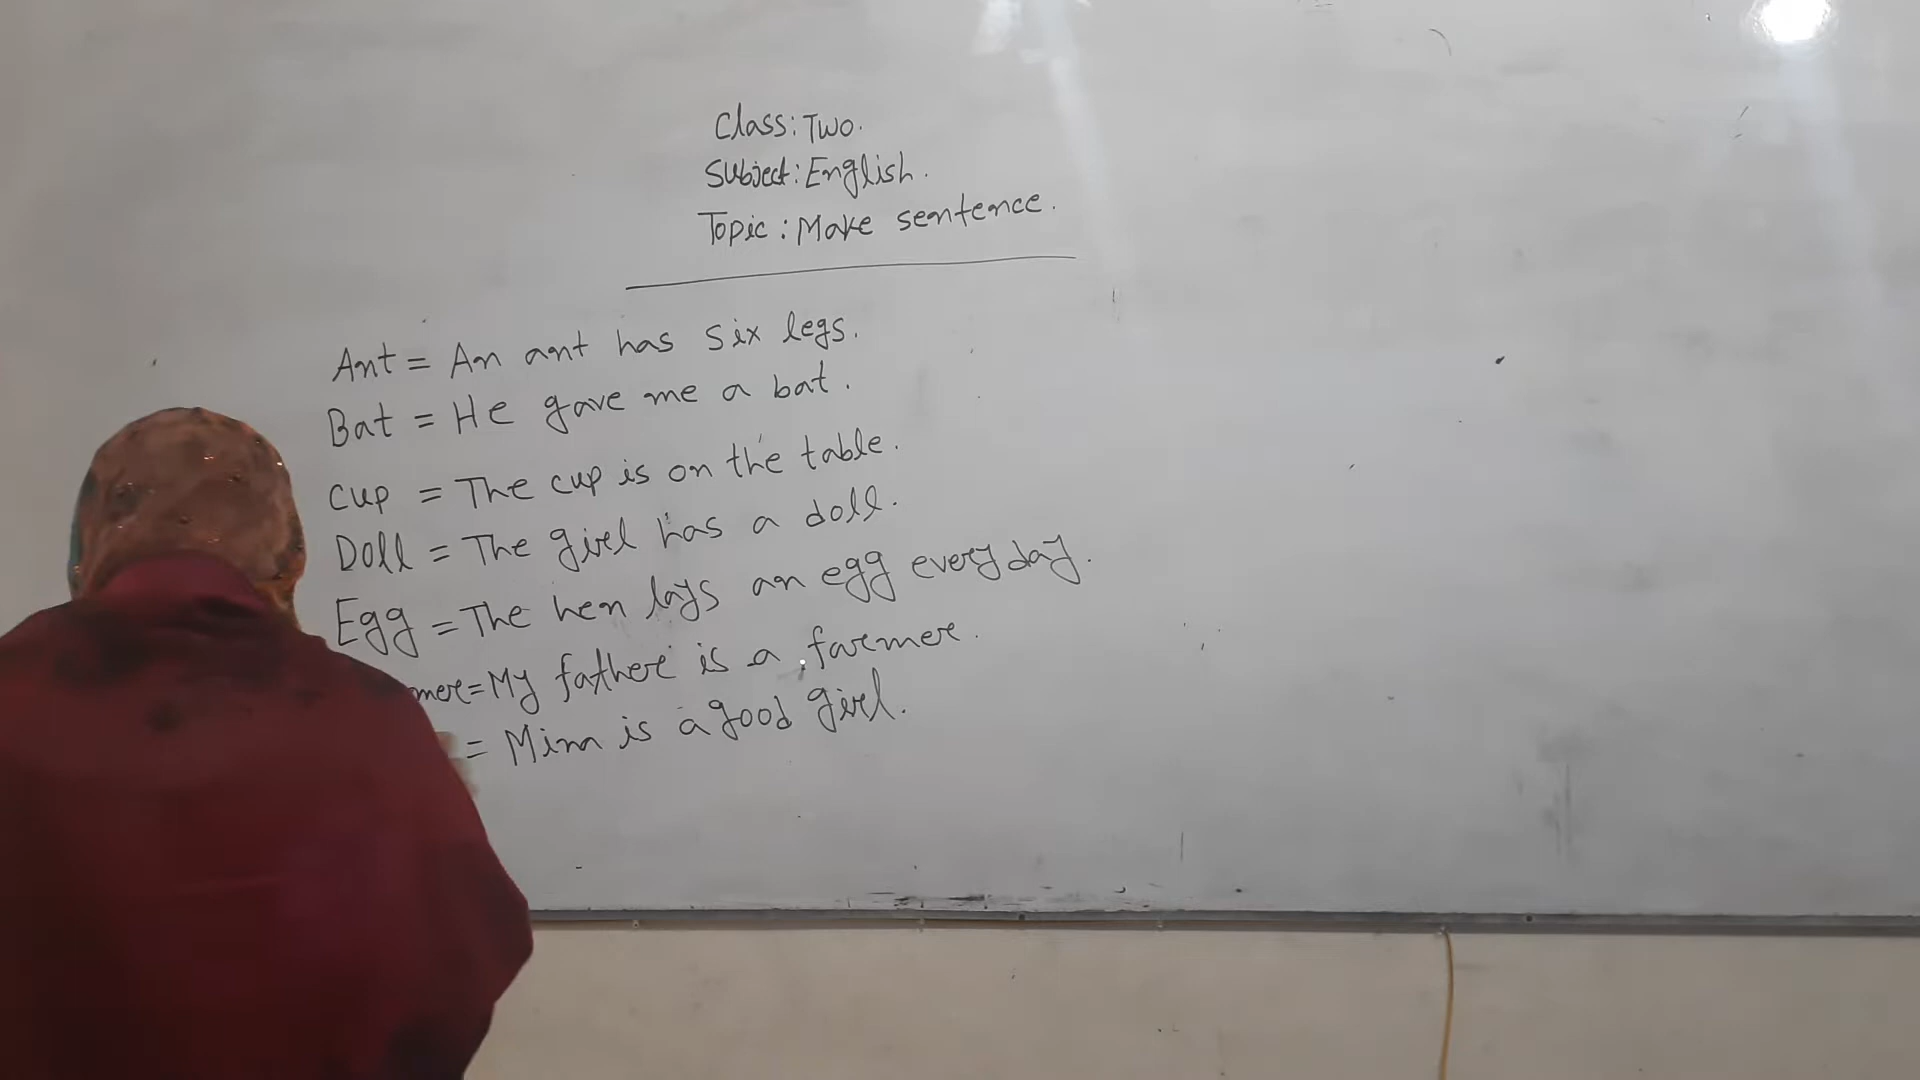 Class: Two.
Subject: English.
Topic: Make sentence.
Ant = An ant has six legs.
Bat = He gave me a bat.
Cup = The cup is on the table.
Doll = The girl has a doll.
Egg = The hen lays an egg everyday.
mer = My father is a farmer.
= Mim is a good girl.